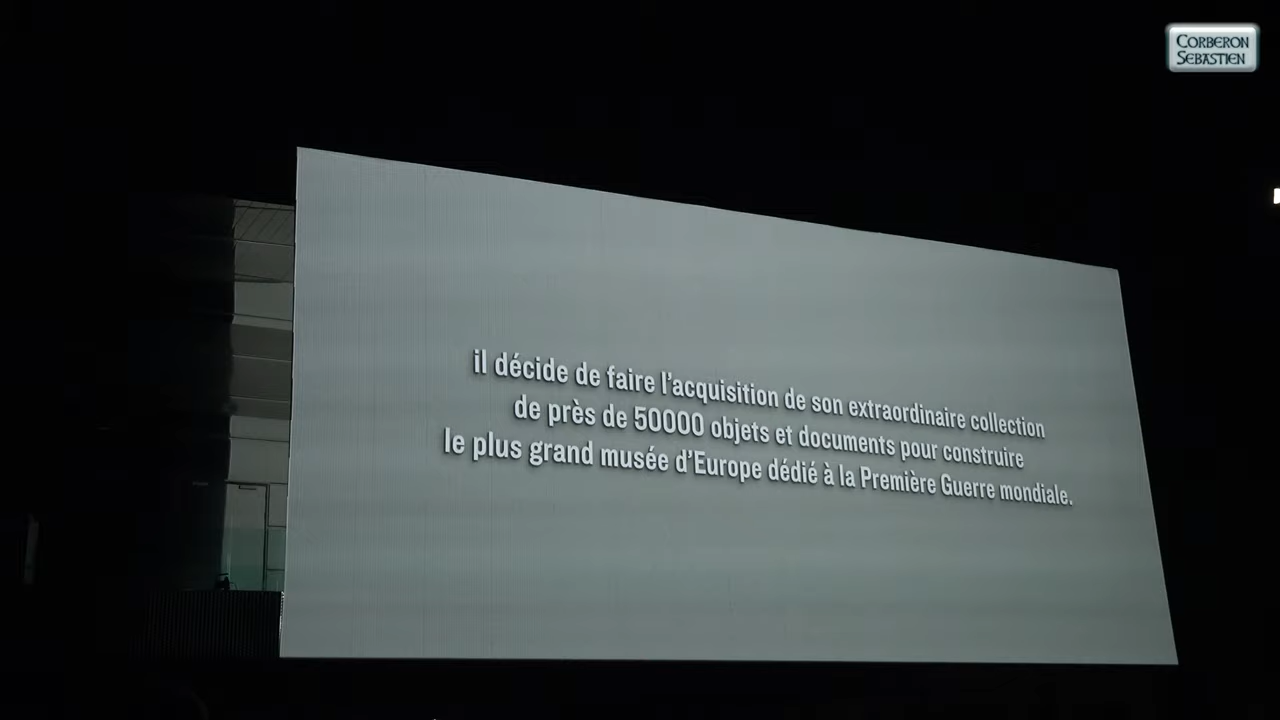 CORBERON
SEBASTIEN
il décide de faire l'acquisition de son extraordinaire collection
de près de 50000 objets et documents pour construire
le plus grand musée d'Europe dédié à la Première Guerre mondiale.